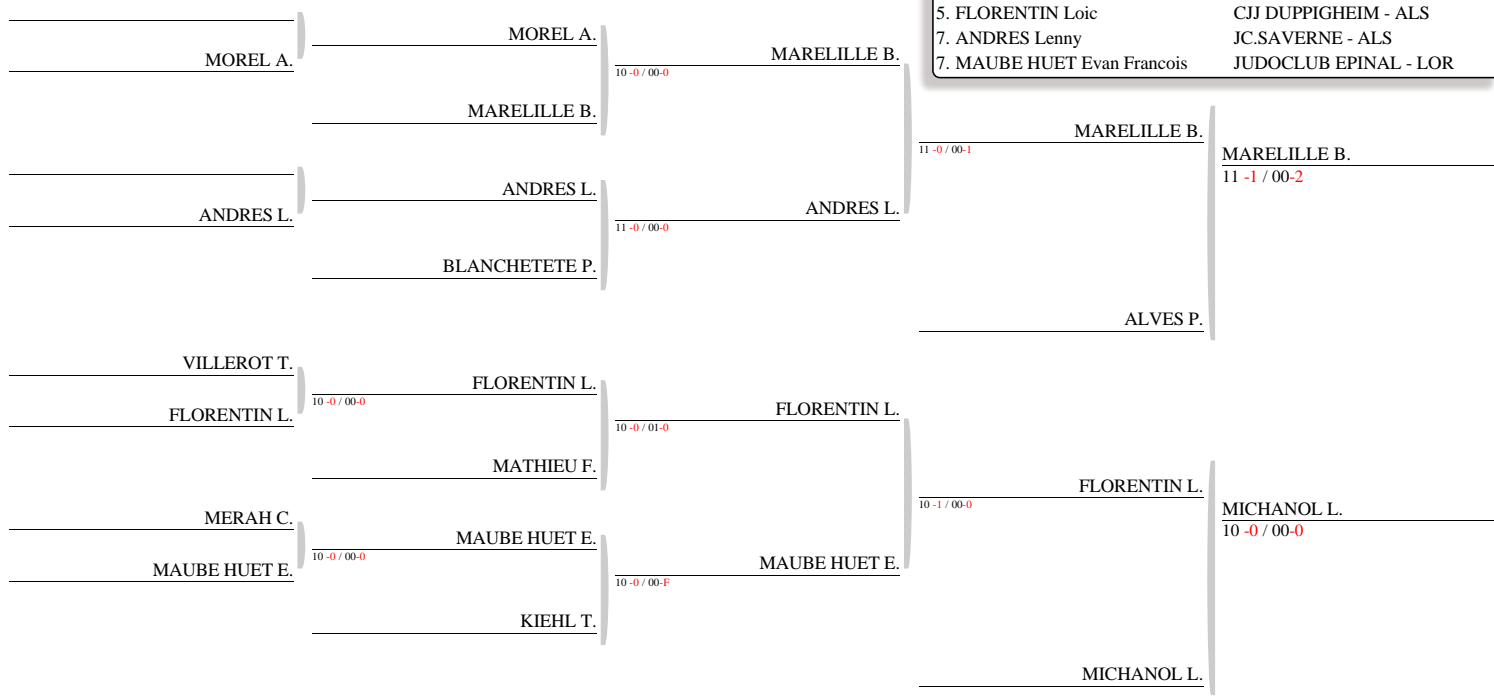 5. FLORENTIN Loic CJJ DUPPIGHEIM - ALS
7. ANDRES Lenny JC.SAVERNE - ALS
7. MAUBE HUET Evan Francois JUDOCLUB EPINAL - LOR
MOREL A.
MOREL A.
MARELILLE B.
10 -0 / 00-0
MARELILLE B.
MARELILLE B.
11 -0 / 00-1
MARELILLE B.
11 -1 / 00-2
ANDRES L.
ANDRES L.
ANDRES L.
11 -0 / 00-0
BLANCHETETE P.
ALVES P.
VILLEROT T.
FLORENTIN L.
10 -0 / 00-0
FLORENTIN L.
FLORENTIN L.
10 -0 / 01-0
MATHIEU F.
FLORENTIN L.
10 -1 / 00-0
MICHANOL L.
10 -0 / 00-0
MERAH C.
MAUBE HUET E.
10 -0 / 00-0
MAUBE HUET E.
MAUBE HUET E.
10 -0 / 00-F
KIEHL T.
MICHANOL L.